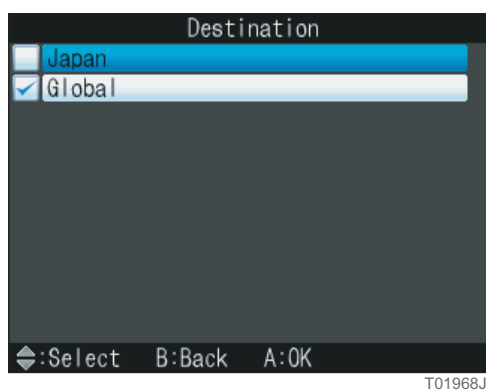 Destination
Japan
Global
:Select B:Back A:OK
T01968J